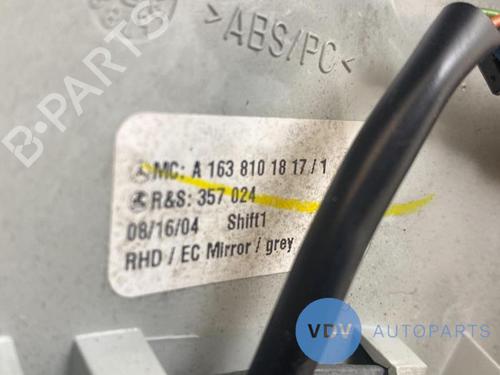 >ABS/PC<
MC: A 163 810 18 17 / 1
R&S: 357 024
08/16/04 Shift1
RHD / EC Mirror / grey
B-PARTS
VDV AUTOPARTS